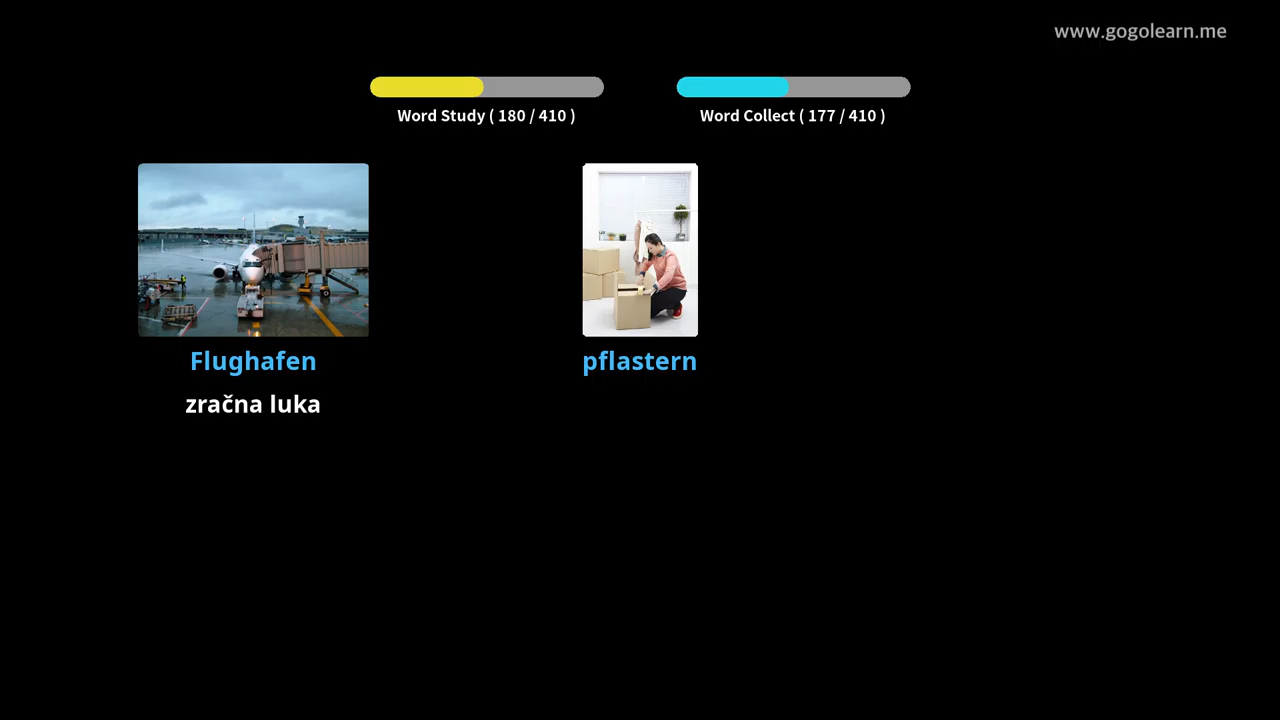 www.gogolearn.me
Word Study ( 180 / 410 )
Word Collect ( 177 / 410 )
Flughafen
zračna luka
pflastern